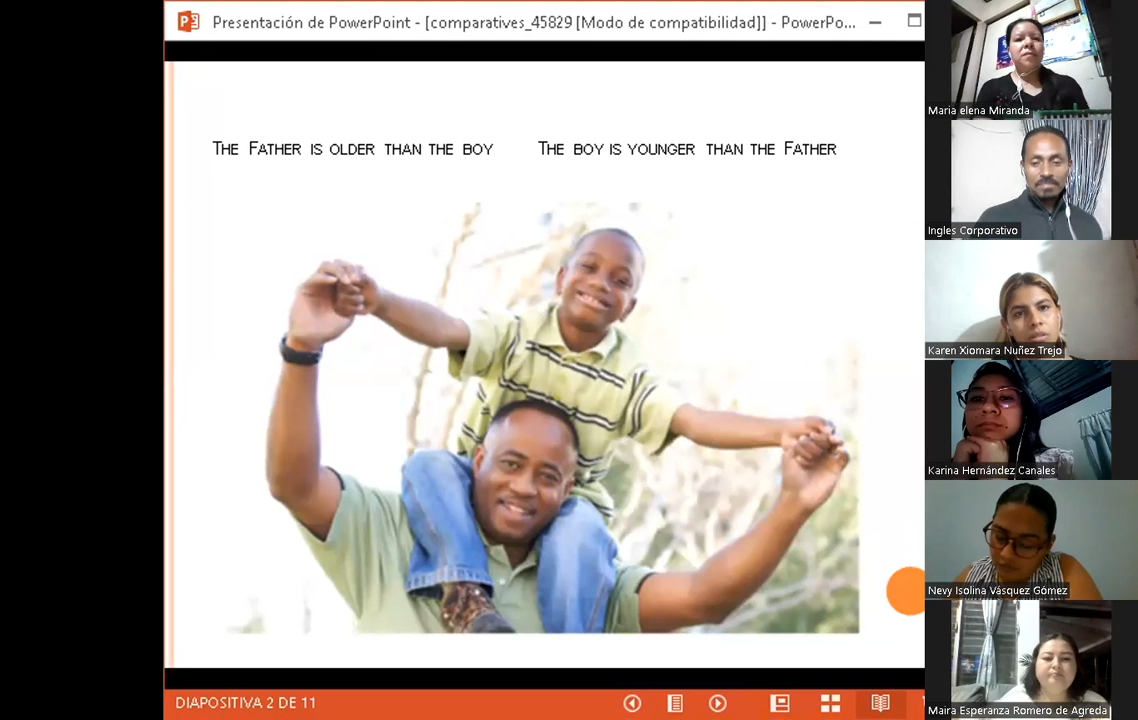 Presentación de PowerPoint - [comparatives_45829 [Modo de compatibilidad]] - PowerPo...
The Father is older than the boy
The boy is younger than the Father
DIAPOSITIVA 2 DE 11
Maria elena Miranda
Ingles Corporativo
Karen Xiomara Nuñez Trejo
Karina Hernández Canales
Nevy Isolina Vásquez Gómez
Maira Esperanza Romero de Agreda